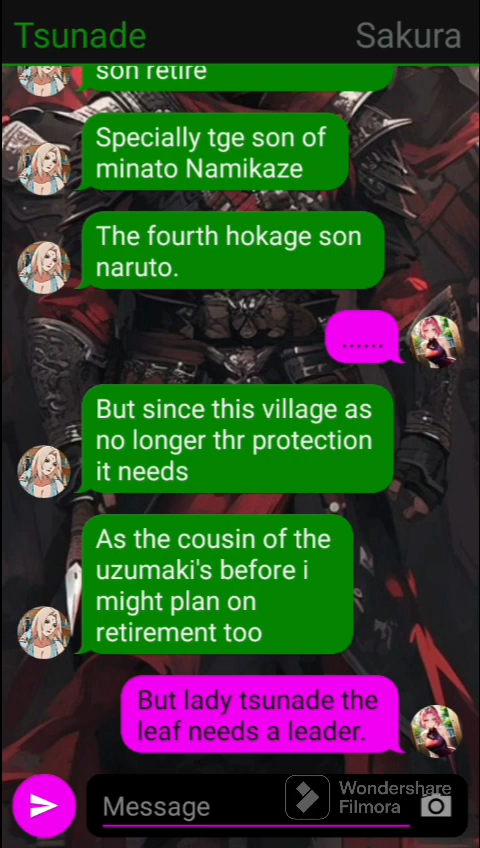 Tsunade Sakura
son retire
Specially tge son of
minato Namikaze
The fourth hokage son
naruto.
......
But since this village as
no longer thr protection
it needs
As the cousin of the
uzumaki's before i
might plan on
retirement too
But lady tsunade the
leaf needs a leader.
Message
Wondershare
Filmora